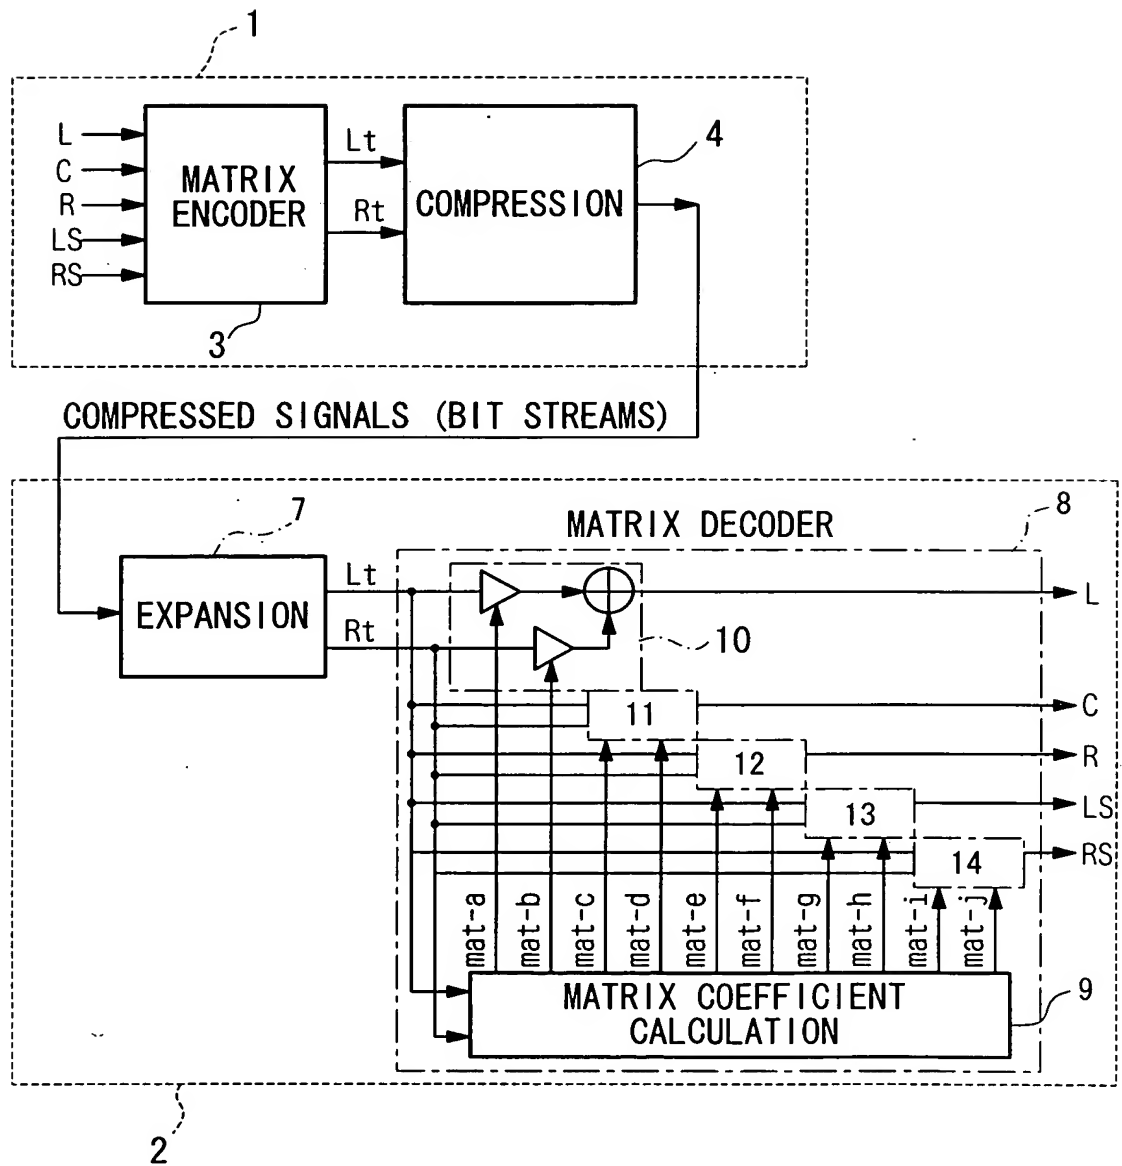 1
L
C
R
LS
RS
MATRIX
ENCODER
3
Lt
Rt
COMPRESSION
4
COMPRESSED SIGNALS (BIT STREAMS)
7
EXPANSION
Lt
Rt
MATRIX DECODER
8
10
L
11
C
12
R
13
LS
14
RS
mat-a
mat-b
mat-c
mat-d
mat-e
mat-f
mat-g
mat-h
mat-i
mat-j
MATRIX COEFFICIENT
CALCULATION
9
2